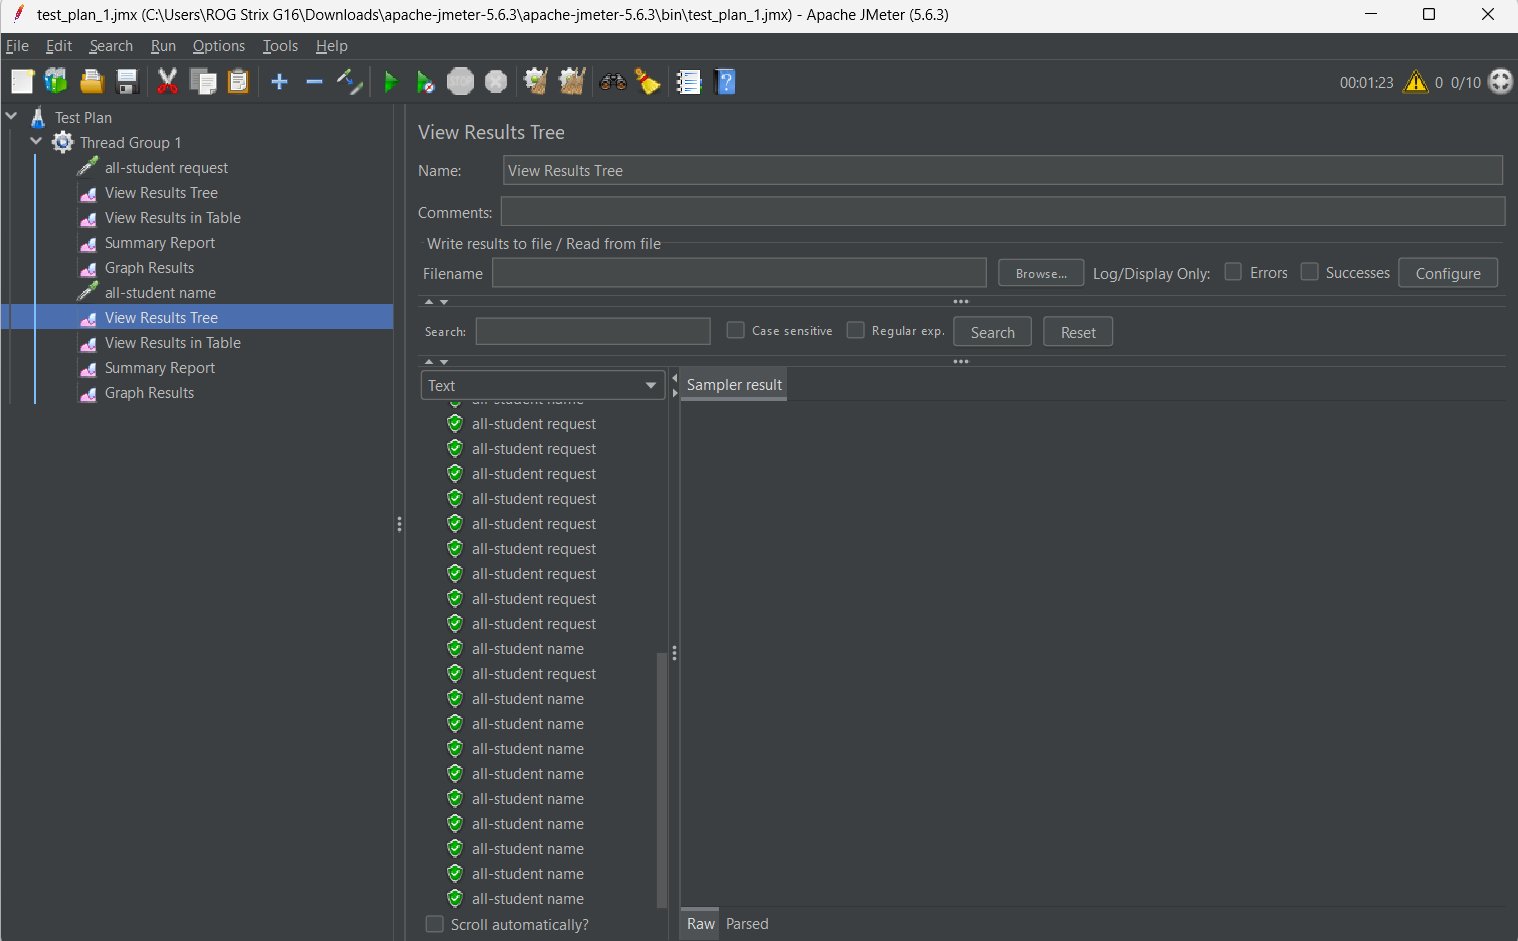 test_plan_1.jmx (C:\Users\ROG Strix G16\Downloads\apache-jmeter-5.6.3\apache-jmeter-5.6.3\bin\test_plan_1.jmx) - Apache JMeter (5.6.3)
File Edit Search Run Options Tools Help
STOP 00:01:23 0 0/10
Test Plan
Thread Group 1
all-student request
View Results Tree
View Results in Table
Summary Report
Graph Results
all-student name
View Results Tree
View Results in Table
Summary Report
Graph Results
View Results Tree
Name: View Results Tree
Comments:
Write results to file / Read from file
Filename Browse... Log/Display Only: Errors Successes Configure
Search: Case sensitive Regular exp. Search Reset
Text
all-student name
all-student request
all-student request
all-student request
all-student request
all-student request
all-student request
all-student request
all-student request
all-student request
all-student name
all-student request
all-student name
all-student name
all-student name
all-student name
all-student name
all-student name
all-student name
all-student name
all-student name
Scroll automatically?
Sampler result
Raw Parsed